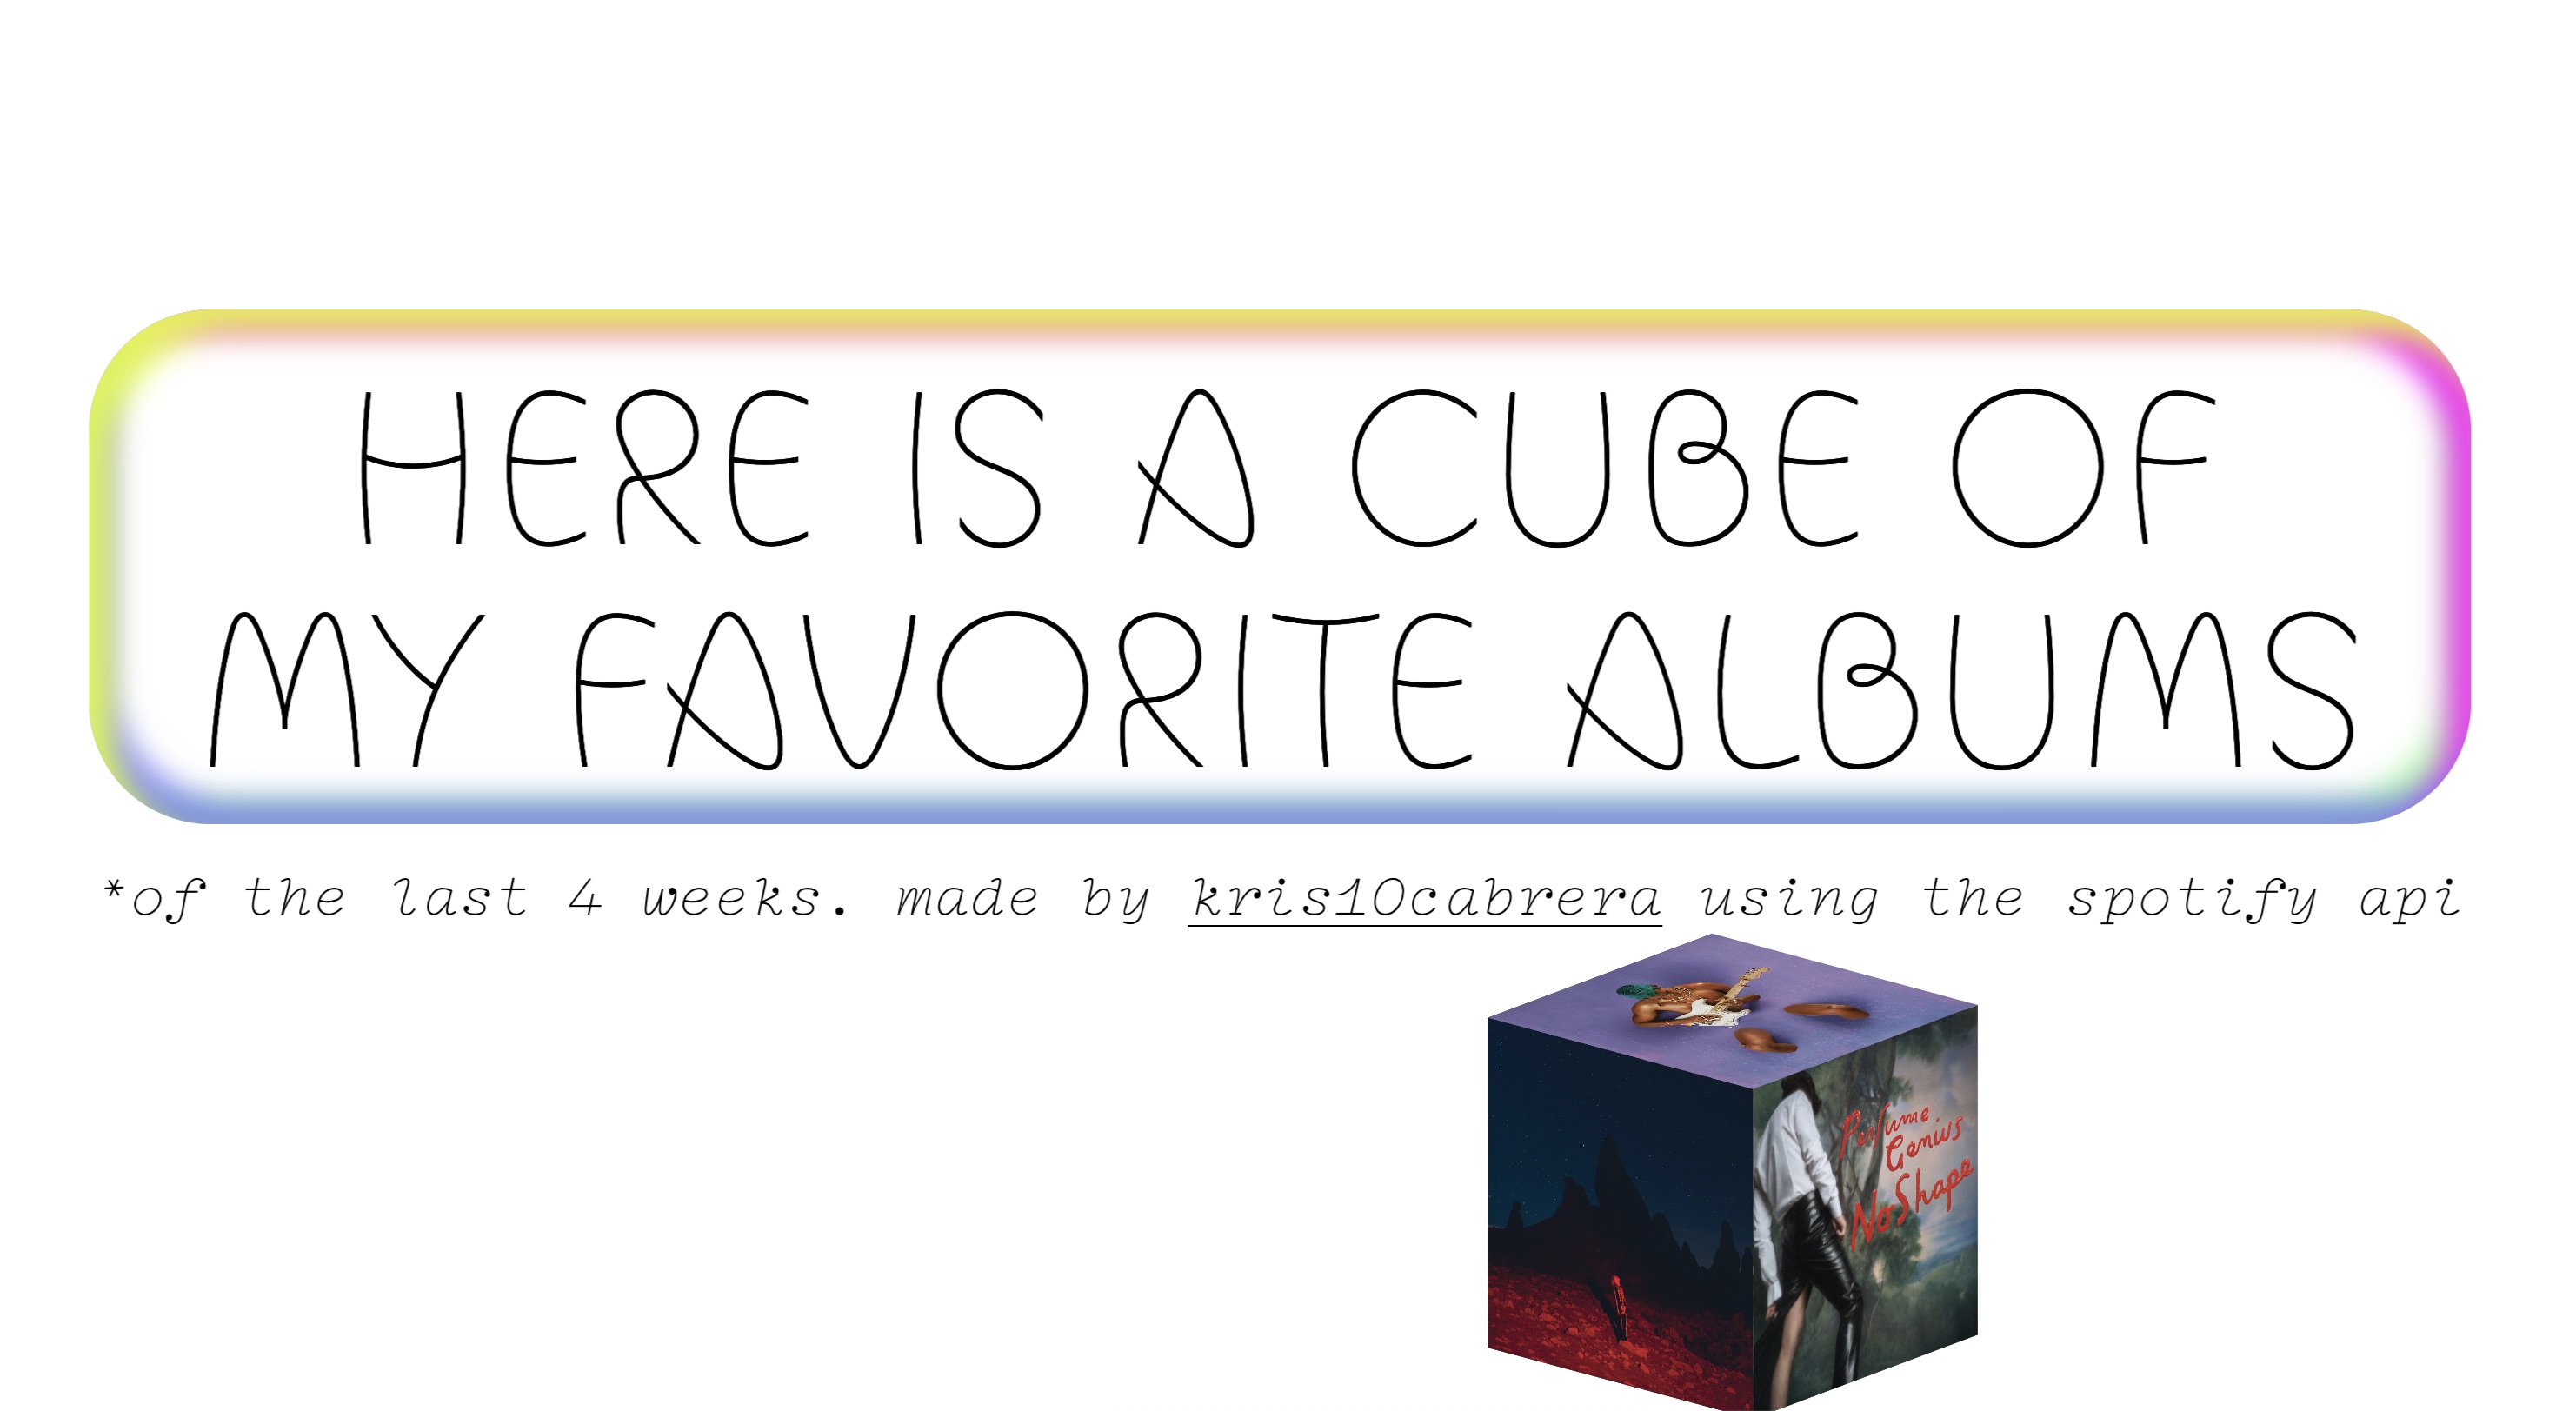 HERE IS A CUBE OF
MY FAVORITE ALBUMS
*of the last 4 weeks. made by kris10cabrera using the spotify api
Perfume
Genius
No Shape